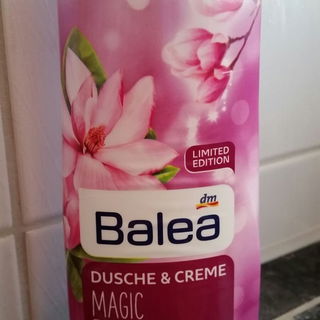 LIMITED
EDITION
dm
Balea
DUSCHE & CREME
MAGIC